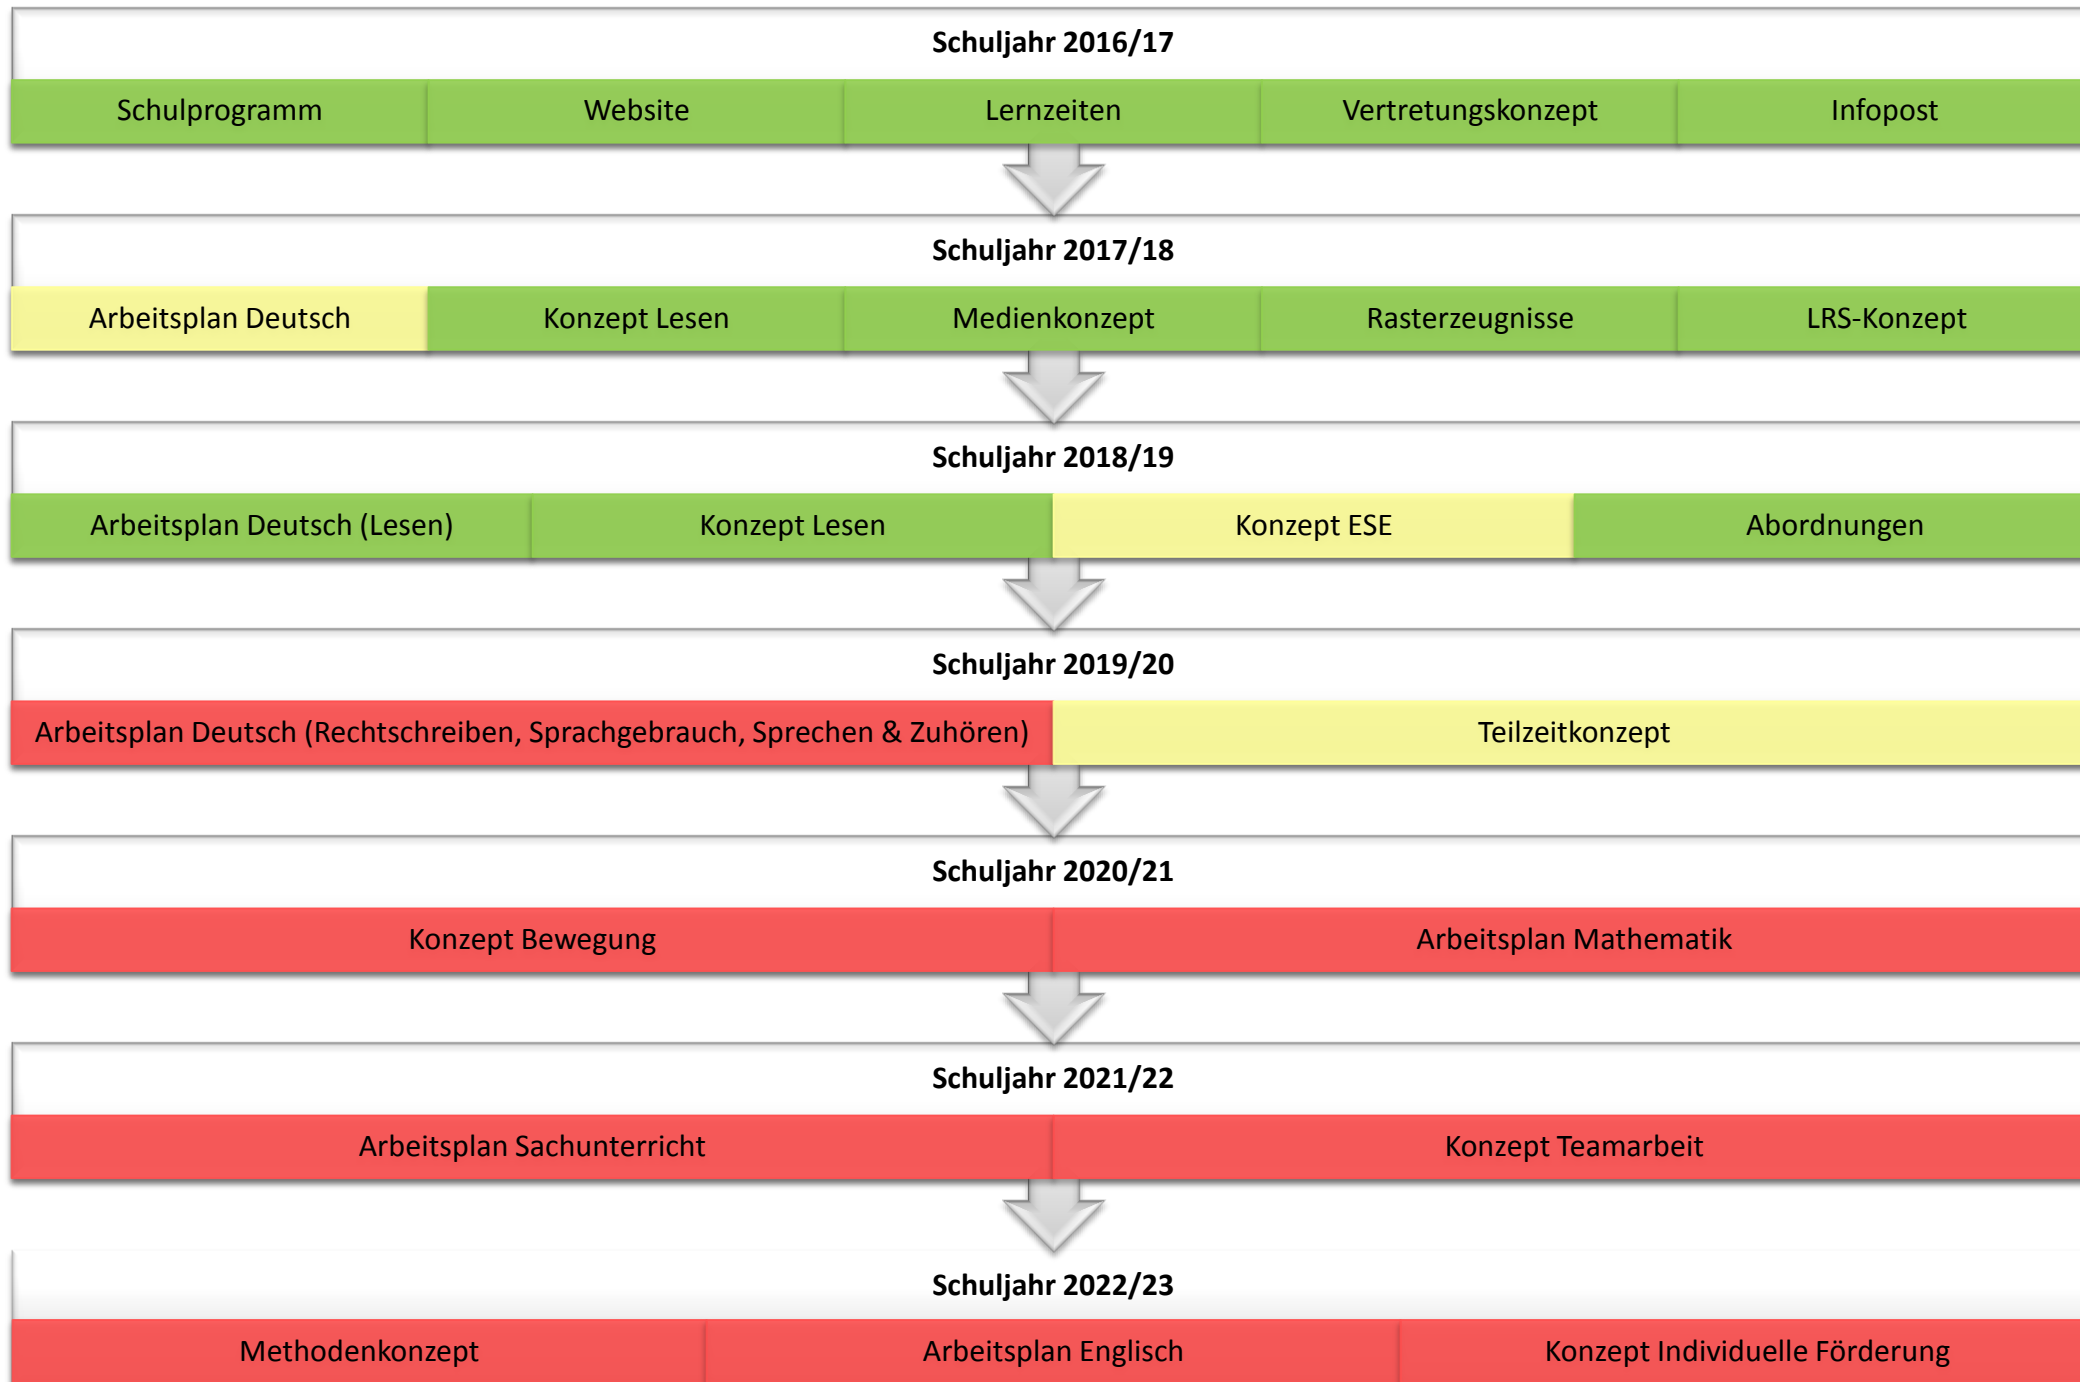 Schuljahr 2016/17
Schulprogramm Website Lernzeiten Vertretungskonzept Infopost
Schuljahr 2017/18
Arbeitsplan Deutsch Konzept Lesen Medienkonzept Rasterzeugnisse LRS-Konzept
Schuljahr 2018/19
Arbeitsplan Deutsch (Lesen) Konzept Lesen Konzept ESE Abordnungen
Schuljahr 2019/20
Arbeitsplan Deutsch (Rechtschreiben, Sprachgebrauch, Sprechen & Zuhören) Teilzeitkonzept
Schuljahr 2020/21
Konzept Bewegung Arbeitsplan Mathematik
Schuljahr 2021/22
Arbeitsplan Sachunterricht Konzept Teamarbeit
Schuljahr 2022/23
Methodenkonzept Arbeitsplan Englisch Konzept Individuelle Förderung